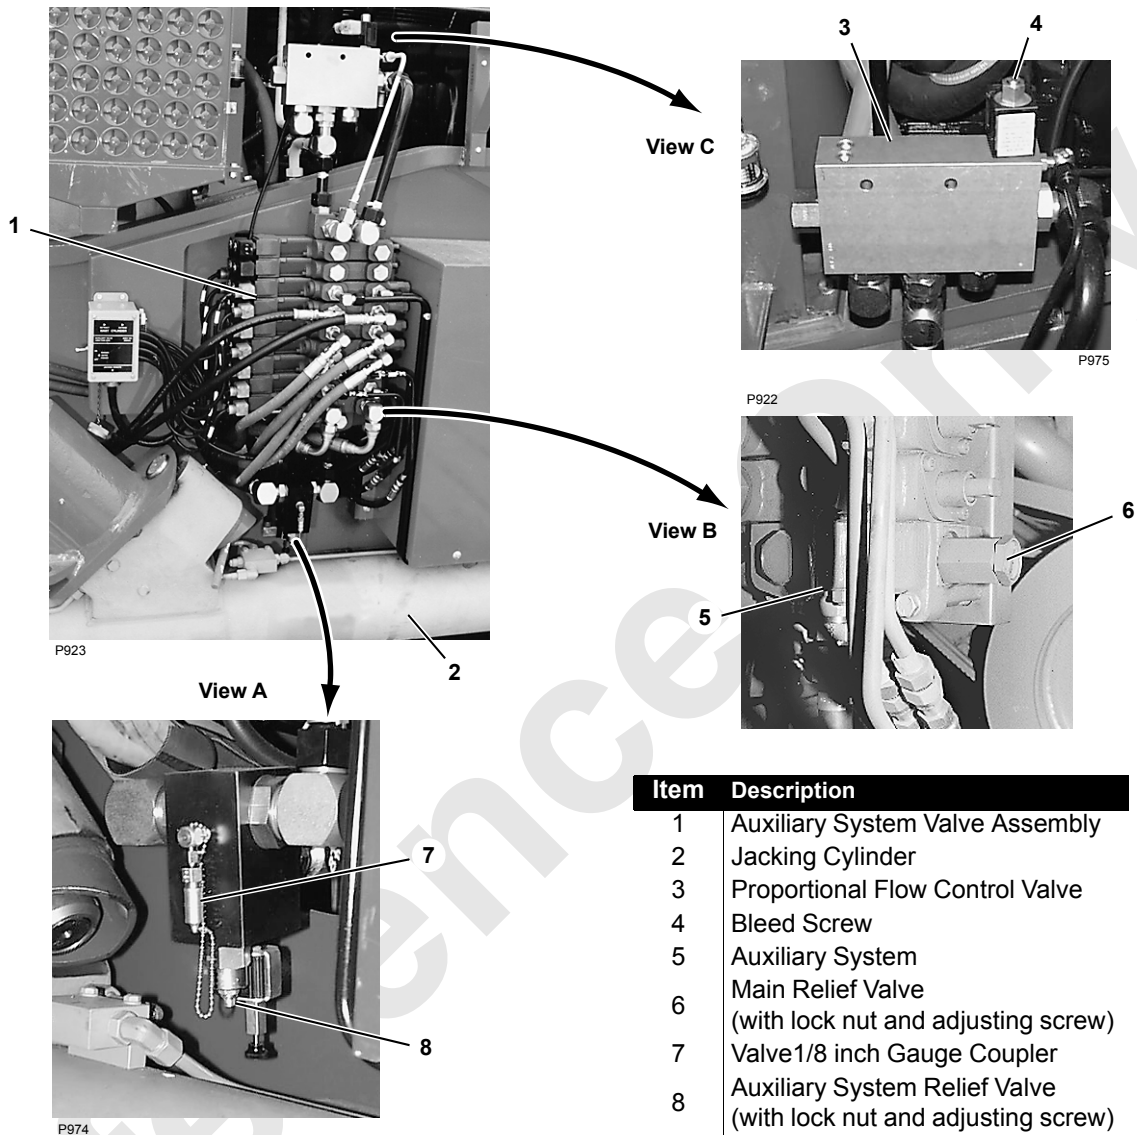 3
4
View C
1
P975
P922
View B
6
5
P923
2
View A
7
8
P974
Item Description
1 Auxiliary System Valve Assembly
2 Jacking Cylinder
3 Proportional Flow Control Valve
4 Bleed Screw
5 Auxiliary System
6 Main Relief Valve
(with lock nut and adjusting screw)
7 Valve1/8 inch Gauge Coupler
8 Auxiliary System Relief Valve
(with lock nut and adjusting screw)